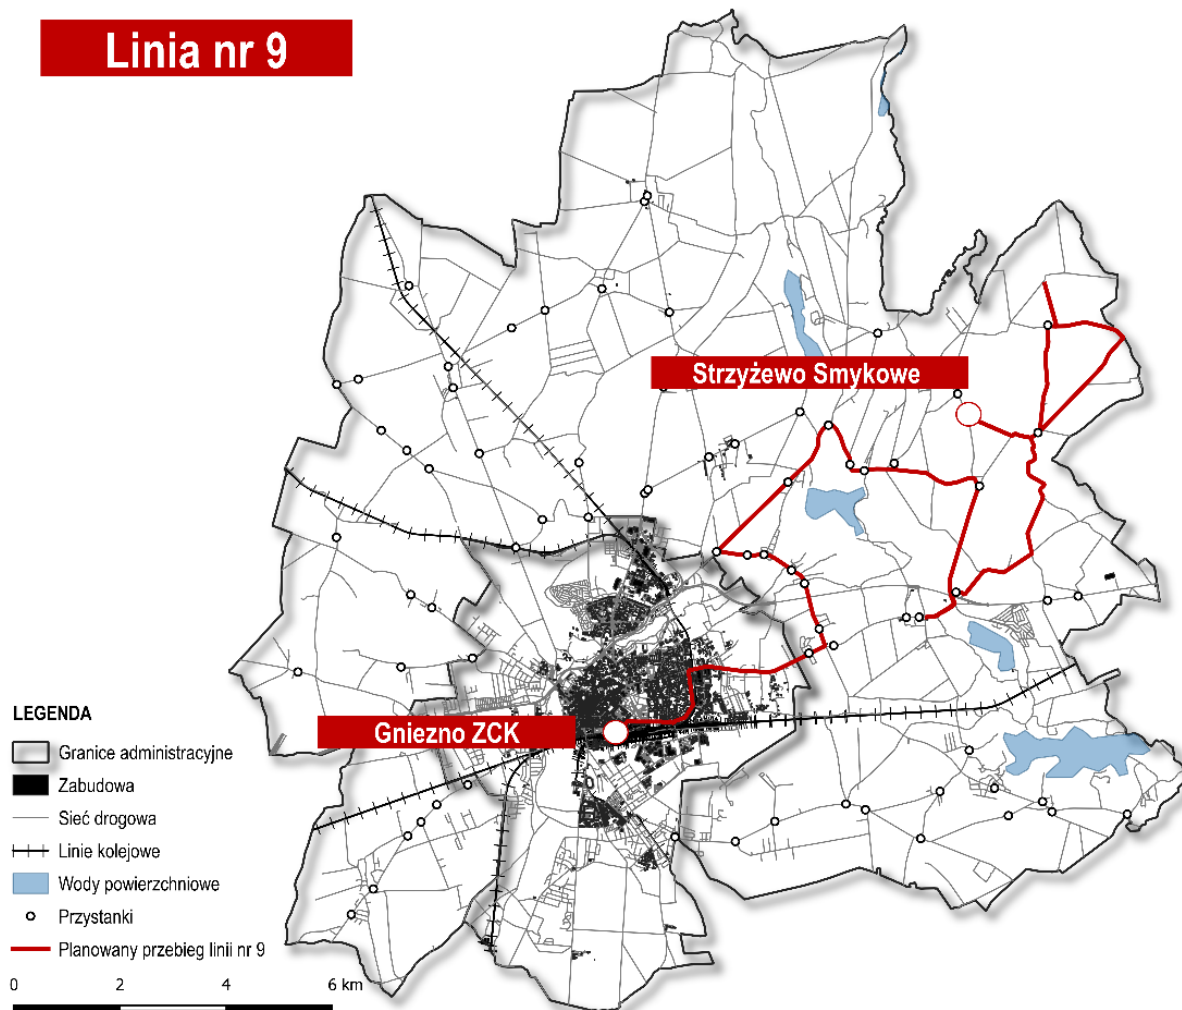 Linia nr 9
Strzyżewo Smykowe
Gniezno ZCK
LEGENDA
Granice administracyjne
Zabudowa
Sieć drogowa
Linie kolejowe
Wody powierzchniowe
Przystanki
Planowany przebieg linii nr 9
0 2 4 6 km